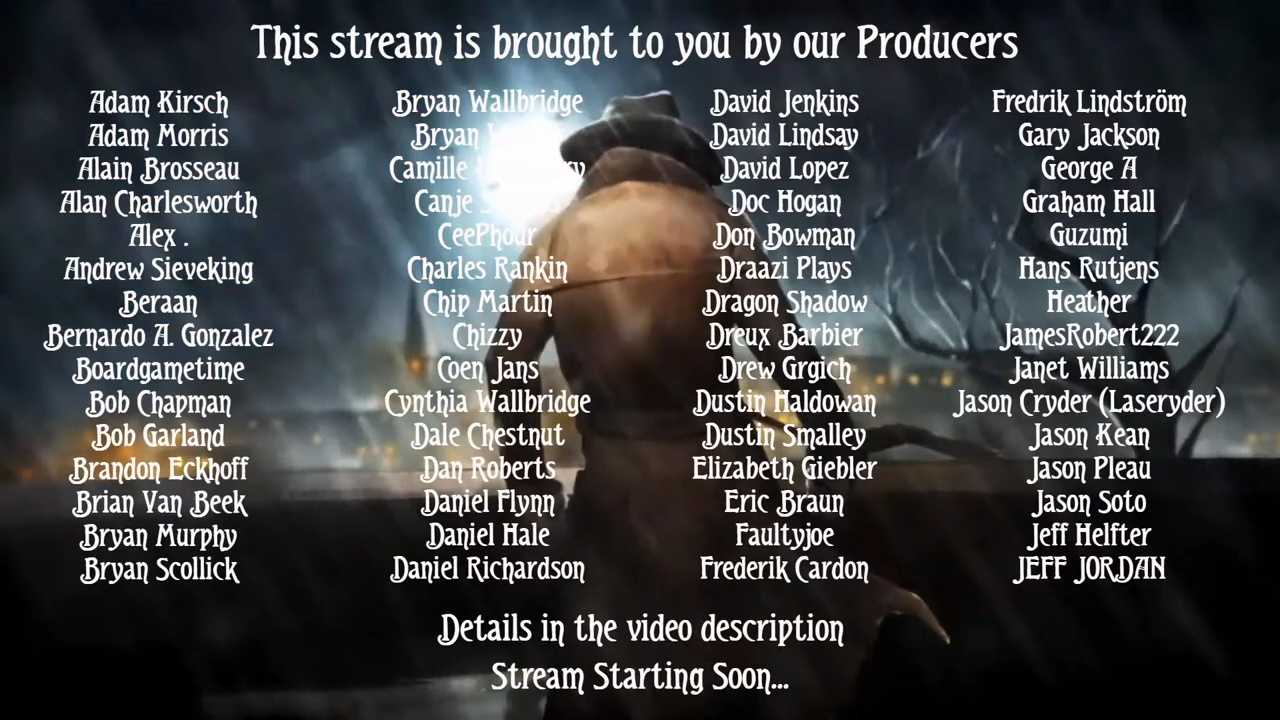 This stream is brought to you by our Producers
Adam Kirsch
Adam Morris
Alain Brosseau
Alan Charlesworth
Alex .
Andrew Sieveking
Beraan
Bernardo A. Gonzalez
Boardgametime
Bob Chapman
Bob Garland
Brandon Eckhoff
Brian Van Beek
Bryan Murphy
Bryan Scollick
Bryan Wallbridge
Bryan
Camille
Canje
CeePhour
Charles Rankin
Chip Martin
Chizzy
Coen Jans
Cynthia Wallbridge
Dale Chestnut
Dan Roberts
Daniel Flynn
Daniel Hale
Daniel Richardson
David Jenkins
David Lindsay
David Lopez
Doc Hogan
Don Bowman
Draazi Plays
Dragon Shadow
Dreux Barbier
Drew Grgich
Dustin Haldowan
Dustin Smalley
Elizabeth Giebler
Eric Braun
Faultyjoe
Frederik Cardon
Fredrik Lindström
Gary Jackson
George A
Graham Hall
Guzumi
Hans Rutjens
Heather
JamesRobert222
Janet Williams
Jason Cryder (Laseryder)
Jason Kean
Jason Pleau
Jason Soto
Jeff Helfter
JEFF JORDAN
Details in the video description
Stream Starting Soon...